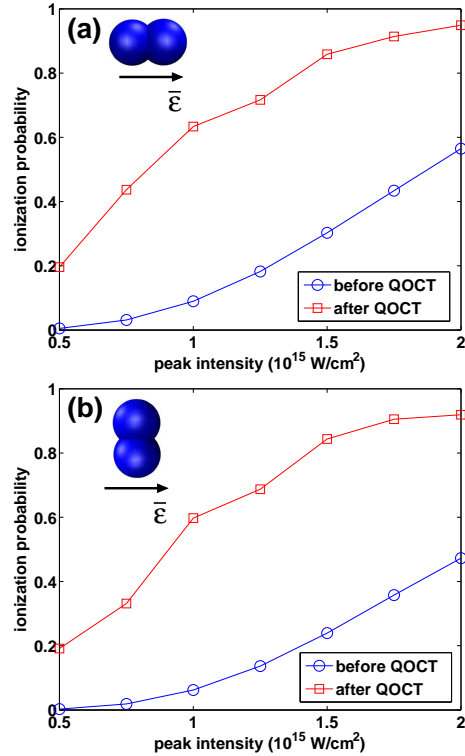 (a)
ε̄
ionization probability
1
0.8
0.6
0.4
0.2
0
before QOCT
after QOCT
0.5 1 1.5 2
peak intensity (10¹⁵ W/cm²)
(b)
ε̄
ionization probability
1
0.8
0.6
0.4
0.2
0
before QOCT
after QOCT
0.5 1 1.5 2
peak intensity (10¹⁵ W/cm²)